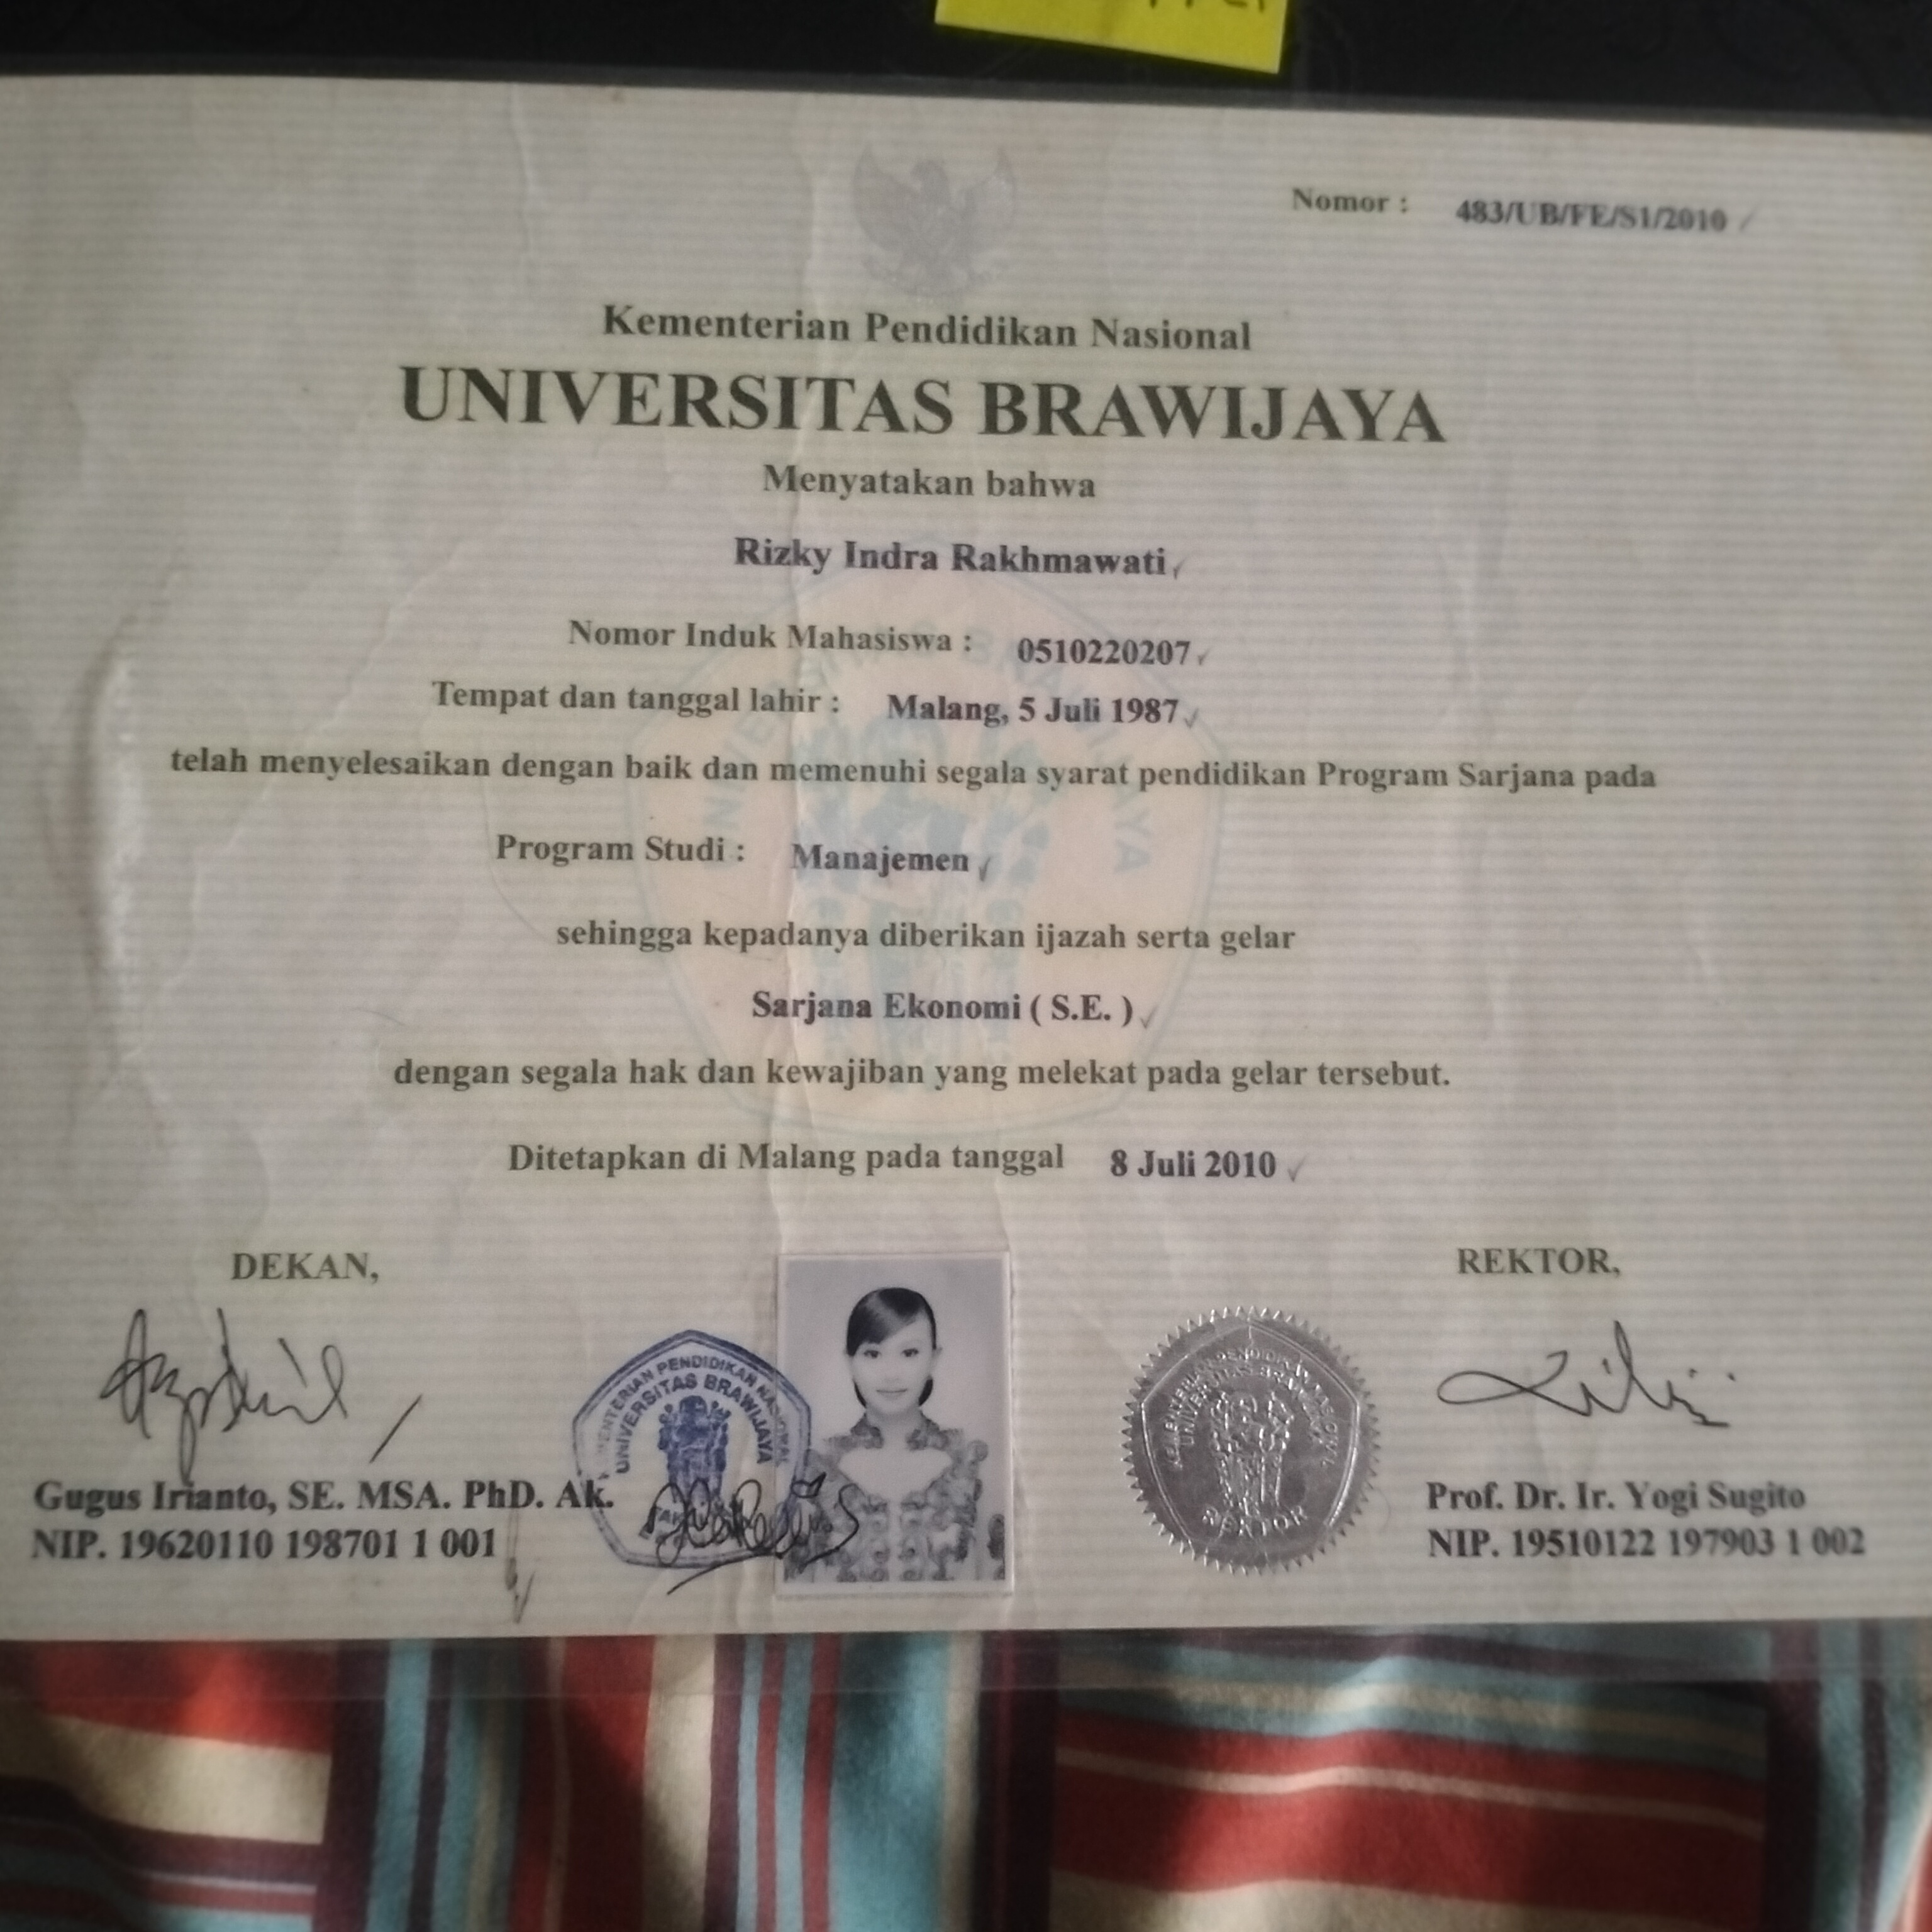 Nomor : 483/UB/FE/S1/2010
Kementerian Pendidikan Nasional
UNIVERSITAS BRAWIJAYA
Menyatakan bahwa
Rizky Indra Rakhmawati
Nomor Induk Mahasiswa : 0510220207
Tempat dan tanggal lahir : Malang, 5 Juli 1987
telah menyelesaikan dengan baik dan memenuhi segala syarat pendidikan Program Sarjana pada
Program Studi : Manajemen
sehingga kepadanya diberikan ijazah serta gelar
Sarjana Ekonomi ( S.E. )
dengan segala hak dan kewajiban yang melekat pada gelar tersebut.
Ditetapkan di Malang pada tanggal 8 Juli 2010
DEKAN,
REKTOR,
PENDIDIKAN
UNIVERSITAS BRAWIJAYA
UNIVERSITAS BRAWIJAYA
REKTOR
Gugus Irianto, SE. MSA. PhD. Ak.
NIP. 19620110 198701 1 001
Prof. Dr. Ir. Yogi Sugito
NIP. 19510122 197903 1 002